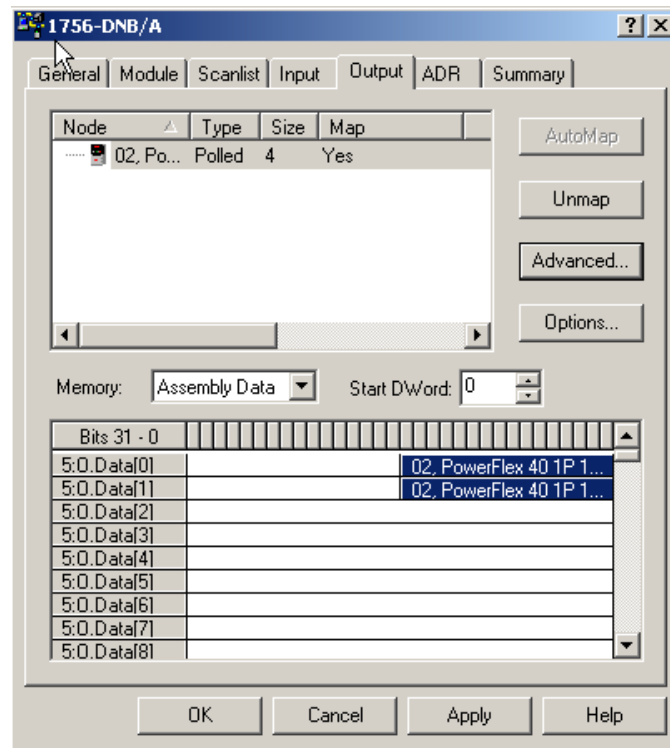 1756-DNB/A
General Module Scanlist Input Output ADR Summary
Node Type Size Map
02, Po... Polled 4 Yes
AutoMap
Unmap
Advanced...
Options...
Memory: Assembly Data Start DWord: 0
Bits 31 - 0
5:O.Data[0] 02, PowerFlex 40 1P 1...
5:O.Data[1] 02, PowerFlex 40 1P 1...
5:O.Data[2]
5:O.Data[3]
5:O.Data[4]
5:O.Data[5]
5:O.Data[6]
5:O.Data[7]
5:O.Data[8]
OK Cancel Apply Help